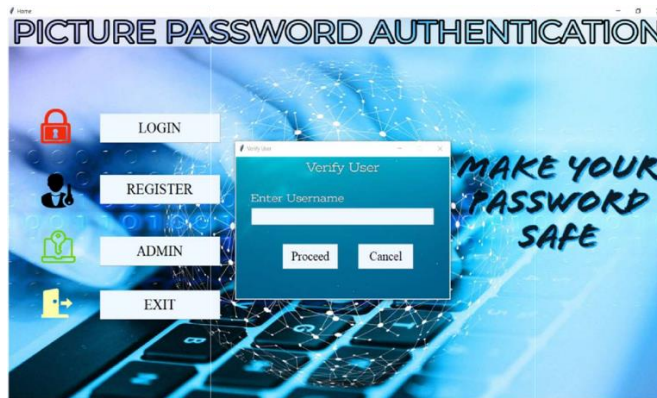 Home
PICTURE PASSWORD AUTHENTICATION
LOGIN
REGISTER
ADMIN
EXIT
Verify User
Verify User
Enter Username
Proceed
Cancel
MAKE YOUR
PASSWORD
SAFE